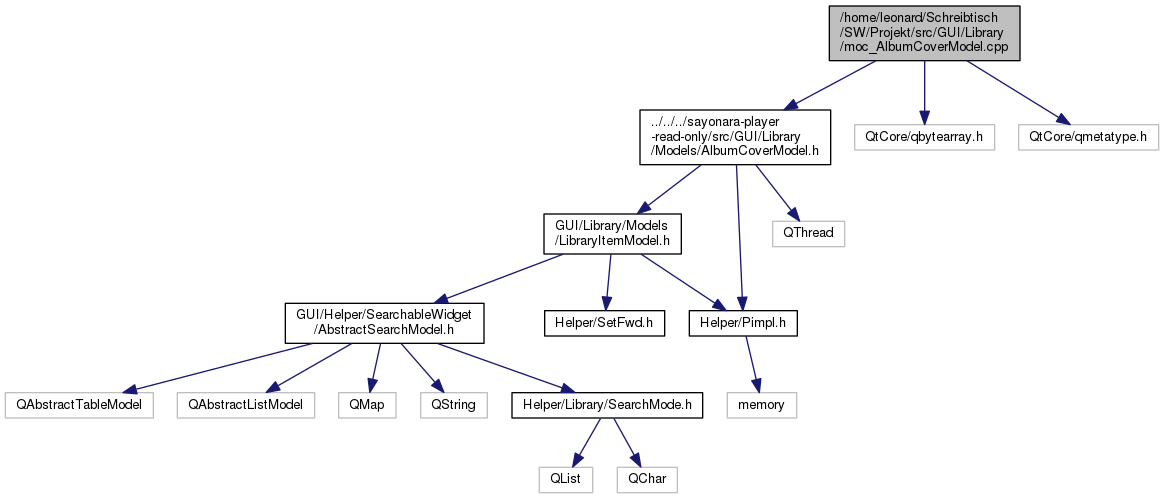 /home/leonard/Schreibtisch
/SW/Projekt/src/GUI/Library
/moc_AlbumCoverModel.cpp
../../../sayonara-player
-read-only/src/GUI/Library
/Models/AlbumCoverModel.h
QtCore/qbytearray.h
QtCore/qmetatype.h
GUI/Library/Models
/LibraryItemModel.h
QThread
GUI/Helper/SearchableWidget
/AbstractSearchModel.h
Helper/SetFwd.h
Helper/Pimpl.h
QAbstractTableModel
QAbstractListModel
QMap
QString
Helper/Library/SearchMode.h
memory
QList
QChar